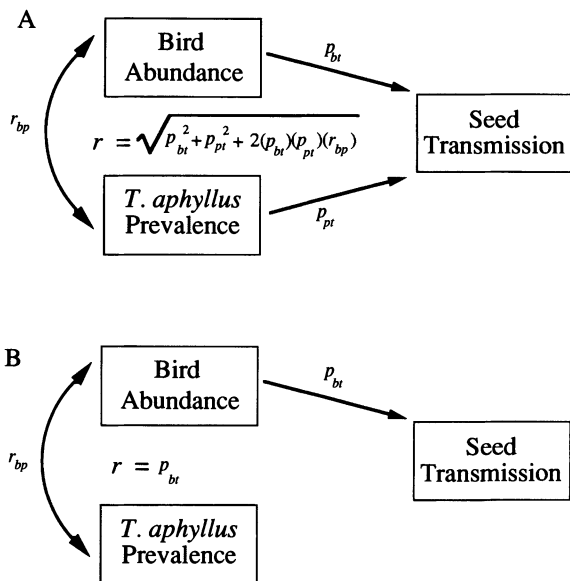 A
Bird
Abundance
p_bt
r_bp
r = √(p_bt² + p_pt² + 2(p_bt)(p_pt)(r_bp))
Seed
Transmission
T. aphyllus
Prevalence
p_pt
B
Bird
Abundance
p_bt
r_bp
r = p_bt
Seed
Transmission
T. aphyllus
Prevalence